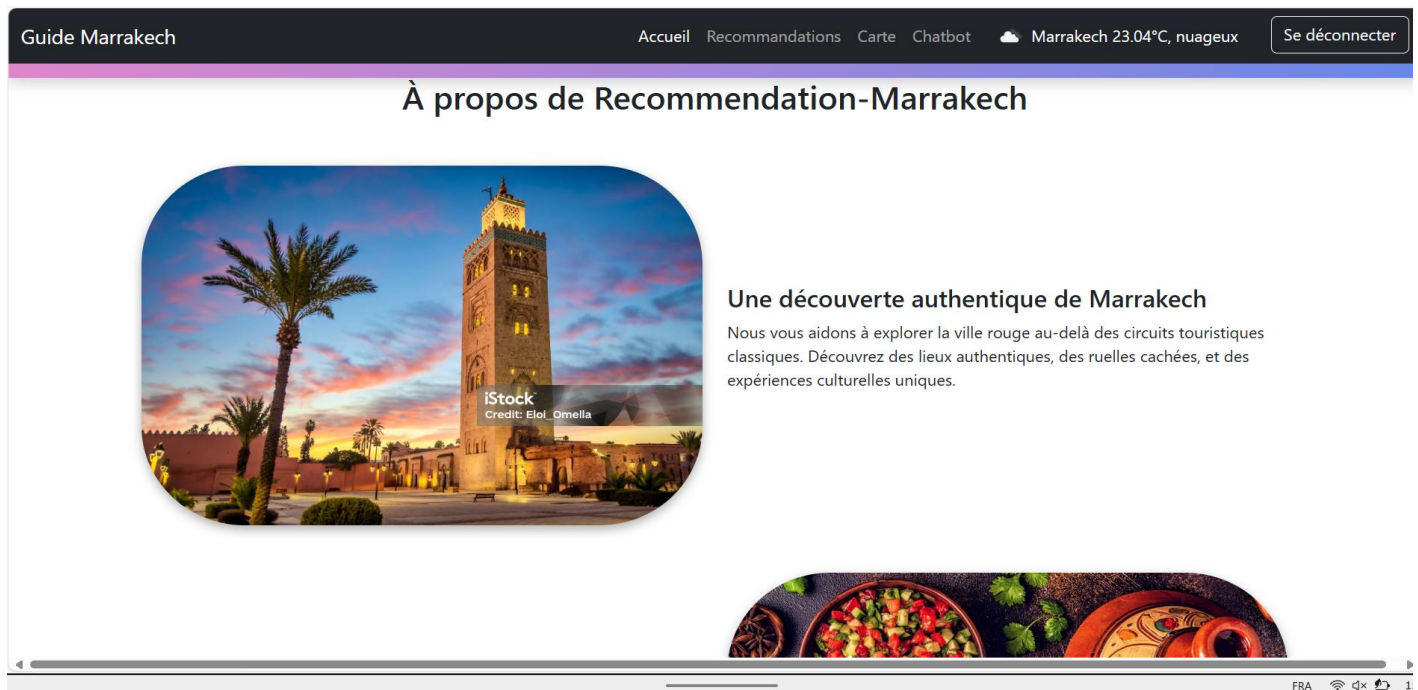 Guide Marrakech
Accueil Recommandations Carte Chatbot Marrakech 23.04°C, nuageux Se déconnecter
À propos de Recommendation-Marrakech
iStock
Credit: Eloi_Omella
Une découverte authentique de Marrakech
Nous vous aidons à explorer la ville rouge au-delà des circuits touristiques
classiques. Découvrez des lieux authentiques, des ruelles cachées, et des
expériences culturelles uniques.
FRA